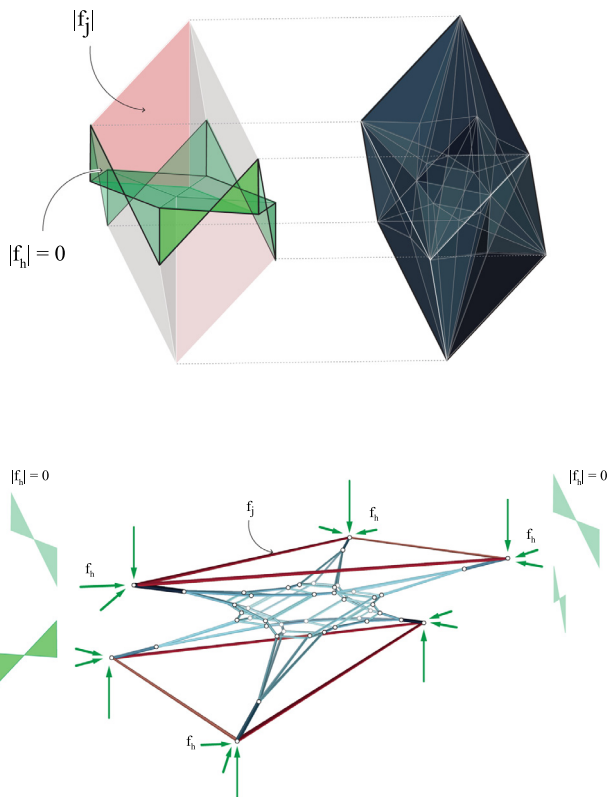 |fj|
|fh| = 0
|fh| = 0
|fh| = 0
fj
fh
fh
fh
fh